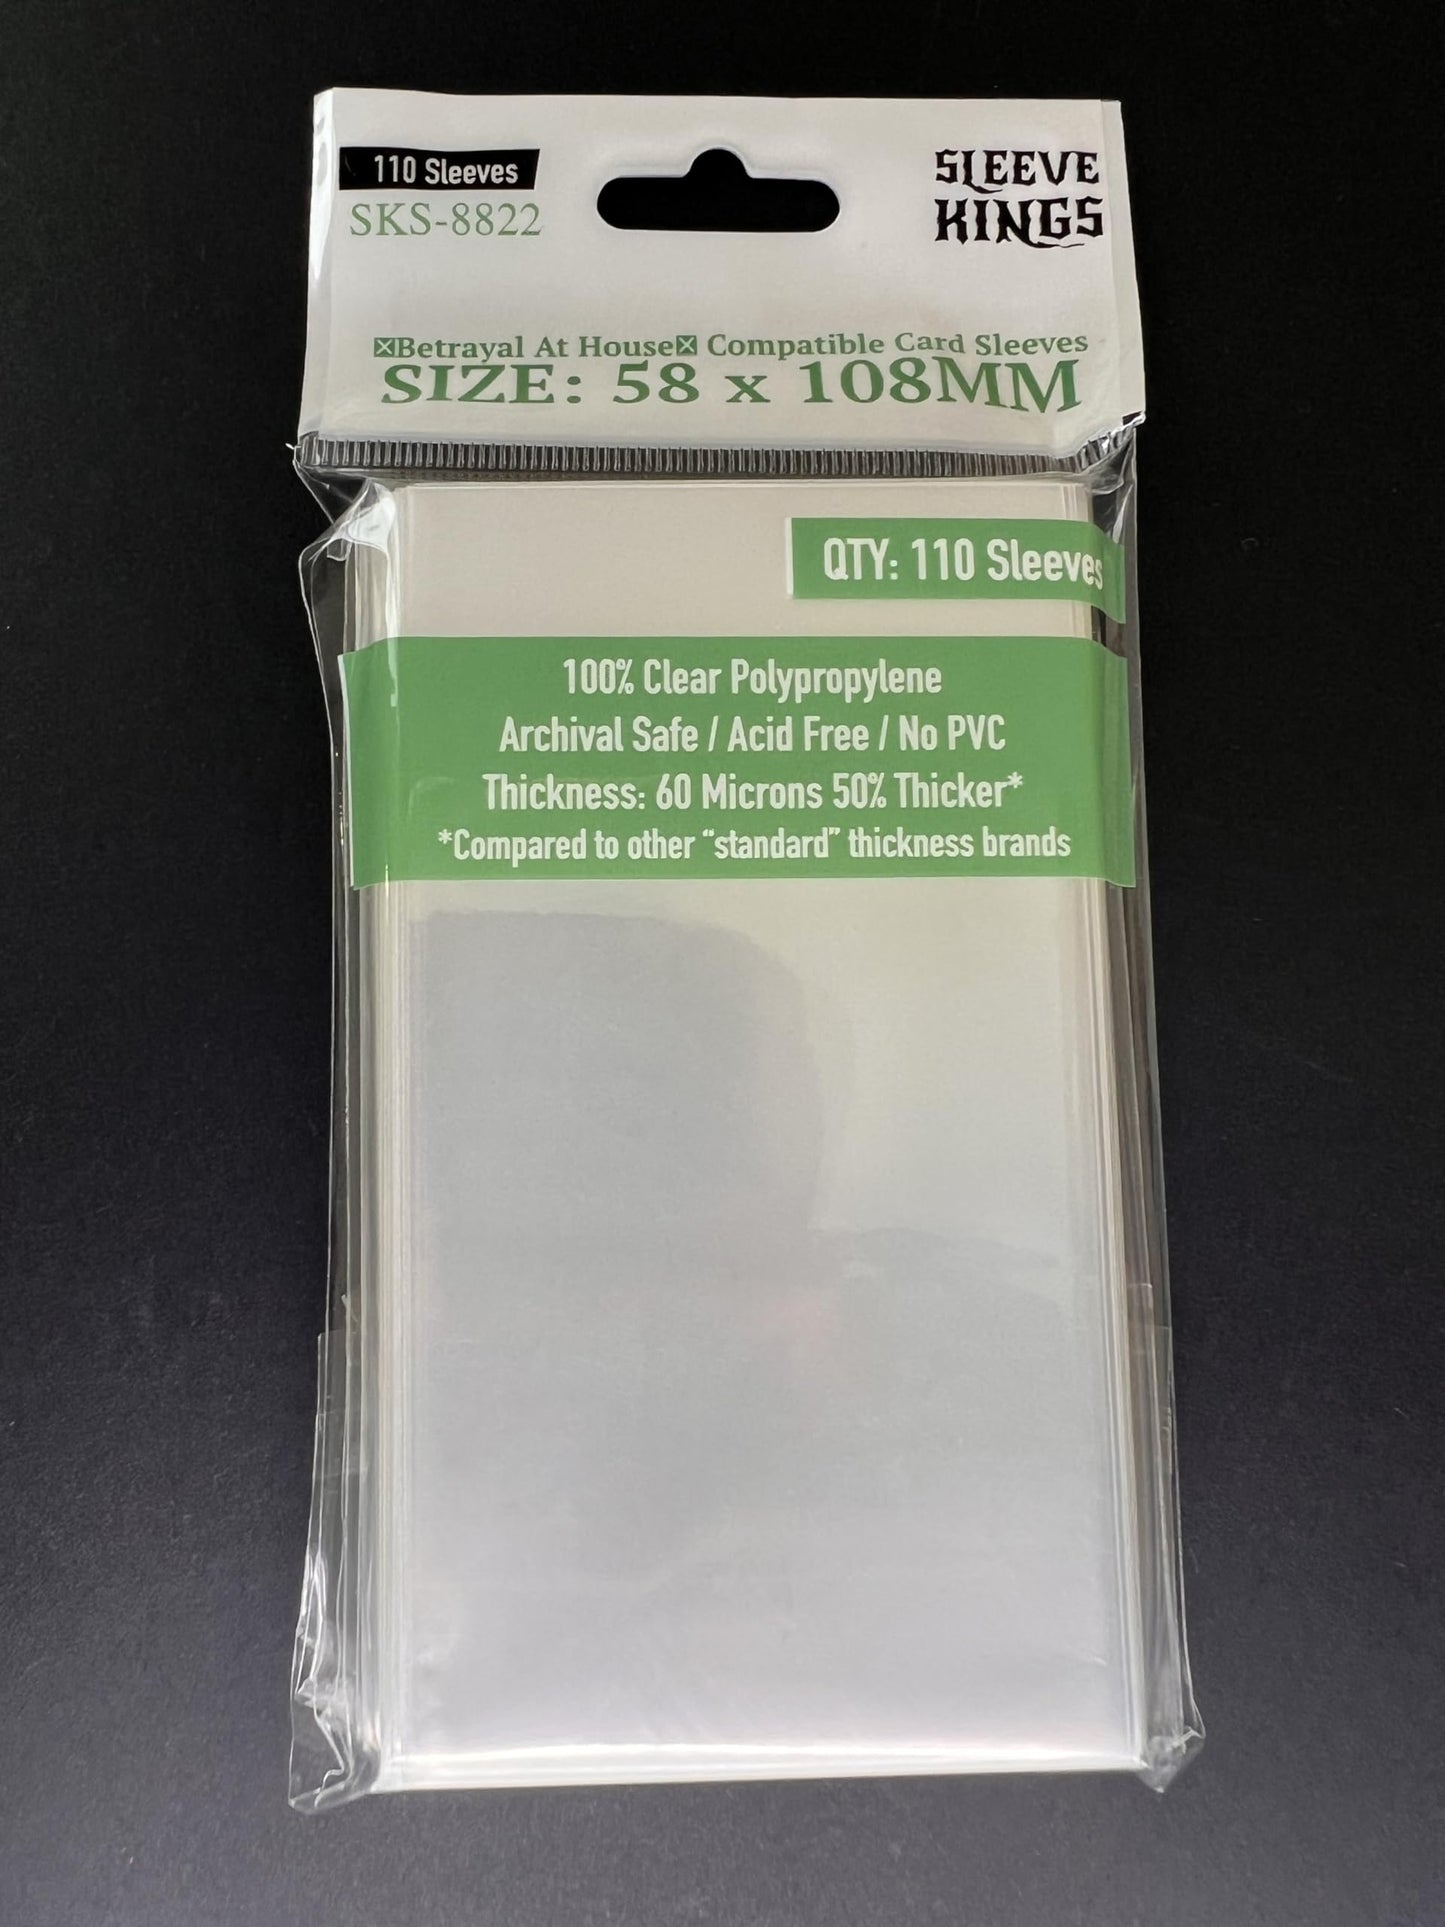 110 Sleeves
SKS-8822
SLEEVE
KINGS
☒Betrayal At House☒ Compatible Card Sleeves
SIZE: 58 x 108MM
QTY: 110 Sleeves
100% Clear Polypropylene
Archival Safe / Acid Free / No PVC
Thickness: 60 Microns 50% Thicker*
*Compared to other “standard” thickness brands